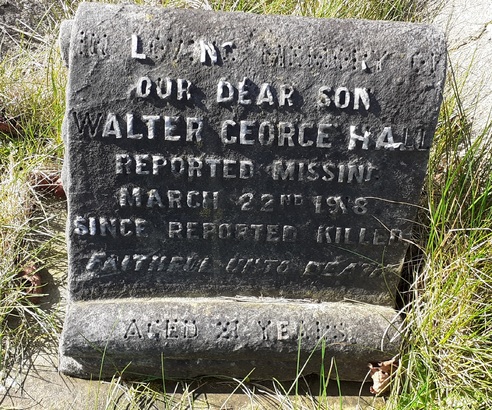 IN LOVING MEMORY OF
OUR DEAR SON
WALTER GEORGE HALL
REPORTED MISSING
MARCH 22ND 1918
SINCE REPORTED KILLED
FAITHFUL UNTO DEATH
AGED 21 YEARS.